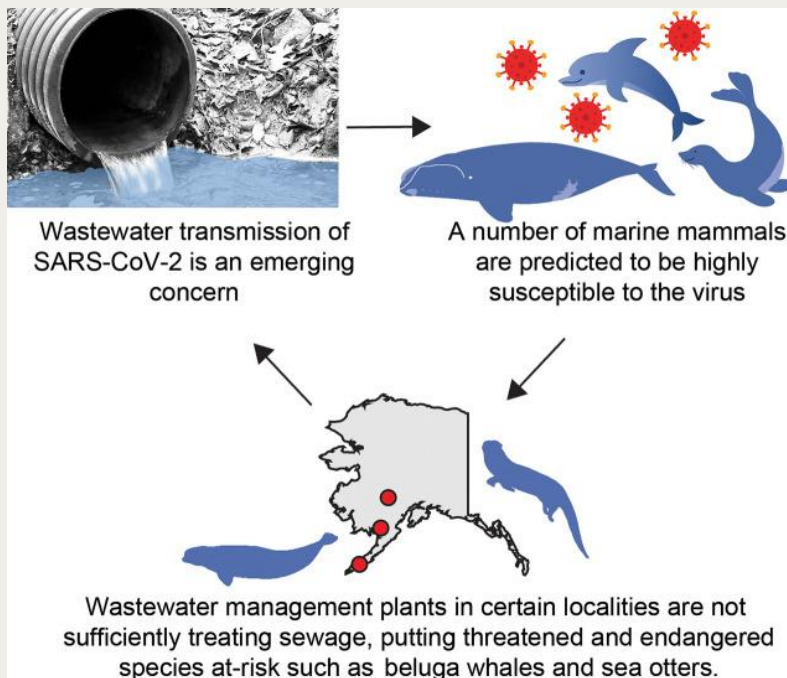 Wastewater transmission of
SARS-CoV-2 is an emerging
concern
A number of marine mammals
are predicted to be highly
susceptible to the virus
Wastewater management plants in certain localities are not
sufficiently treating sewage, putting threatened and endangered
species at-risk such as beluga whales and sea otters.